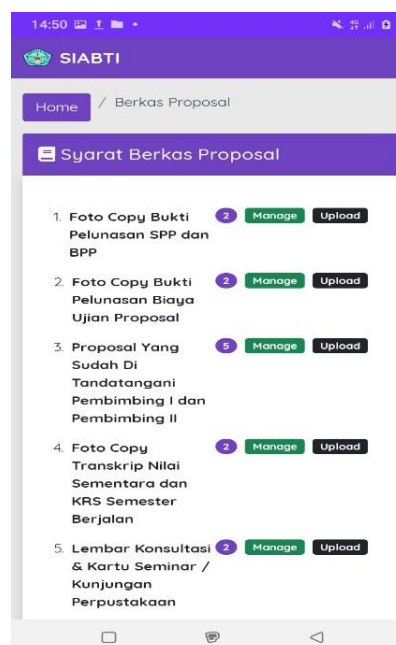 14:50
SIABTI
Home / Berkas Proposal
Syarat Berkas Proposal
1. Foto Copy Bukti 2 Manage Upload
Pelunasan SPP dan
BPP
2. Foto Copy Bukti 2 Manage Upload
Pelunasan Biaya
Ujian Proposal
3. Proposal Yang 5 Manage Upload
Sudah Di
Tandatangani
Pembimbing I dan
Pembimbing II
4. Foto Copy 2 Manage Upload
Transkrip Nilai
Sementara dan
KRS Semester
Berjalan
5. Lembar Konsultasi 2 Manage Upload
& Kartu Seminar /
Kunjungan
Perpustakaan